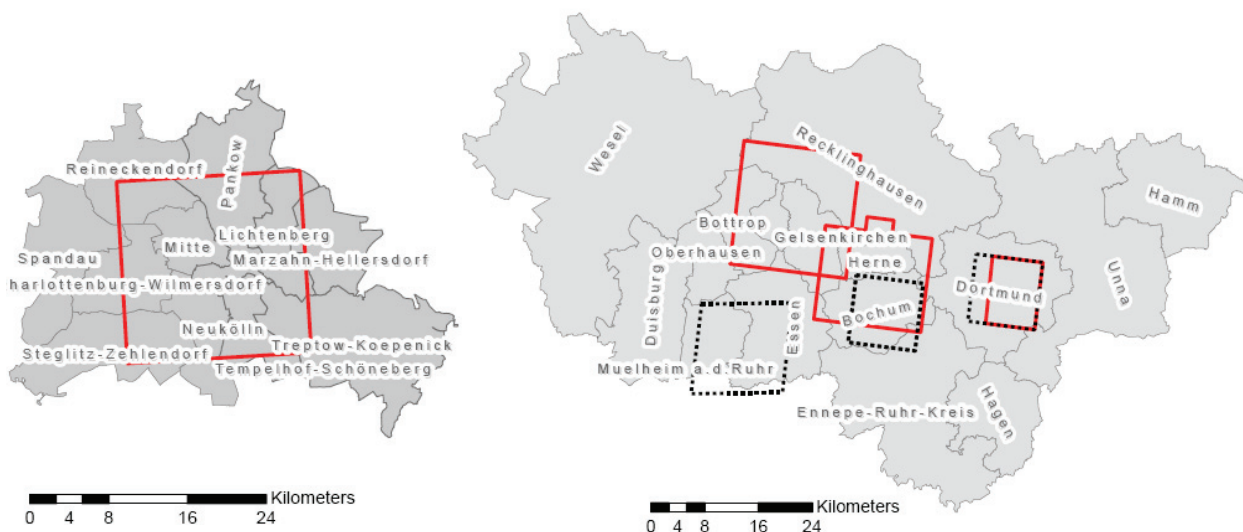 Reineckendorf
Pankow
Mitte
Lichtenberg
Spandau
Marzahn-Hellersdorf
harlottenburg-Wilmersdorf
Neukölln
Steglitz-Zehlendorf
Treptow-Koepenick
Tempelhof-Schöneberg
Kilometers
0 4 8 16 24
Wesel
Recklinghausen
Hamm
Bottrop
Gelsenkirchen
Oberhausen
Herne
Duisburg
Unna
Dortmund
Bochum
Essen
Muelheim a.d.Ruhr
Ennepe-Ruhr-Kreis
Hagen
Kilometers
0 4 8 16 24